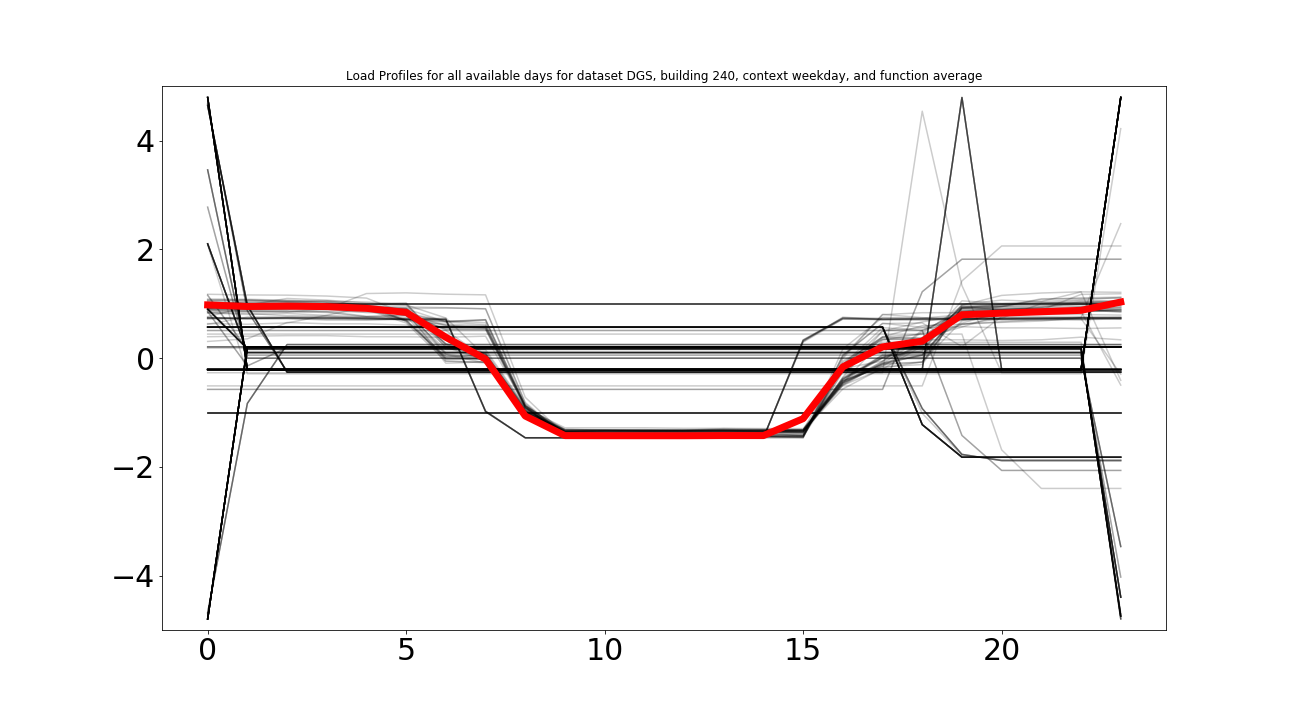 Load Profiles for all available days for dataset DGS, building 240, context weekday, and function average
4
2
0
−2
−4
0 5 10 15 20